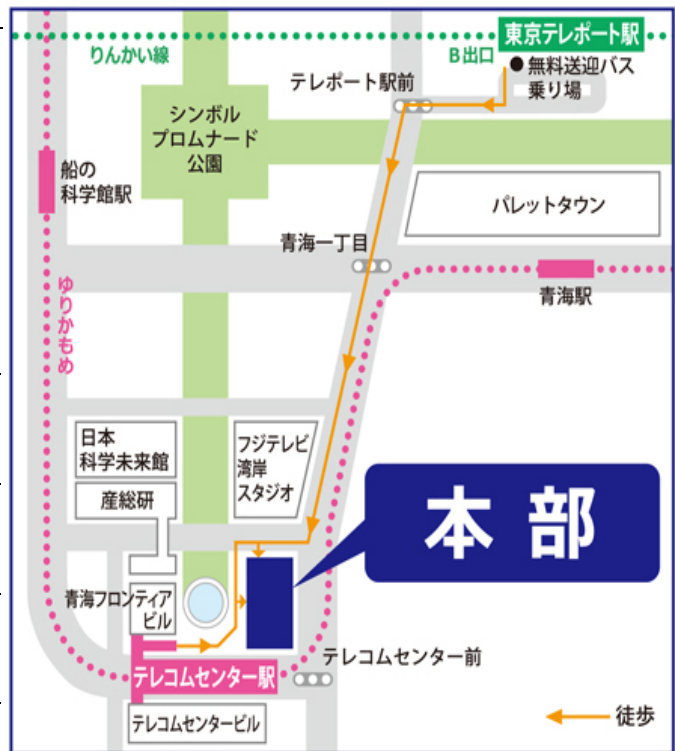 東京テレポート駅
りんかい線
B出口
無料送迎バス
乗り場
テレポート駅前
シンボル
プロムナード
公園
船の
科学館駅
パレットタウン
青海一丁目
青海駅
ゆりかもめ
日本
科学未来館
フジテレビ
湾岸
スタジオ
産総研
本部
青海フロンティア
ビル
テレコムセンター前
テレコムセンター駅
テレコムセンタービル
徒歩